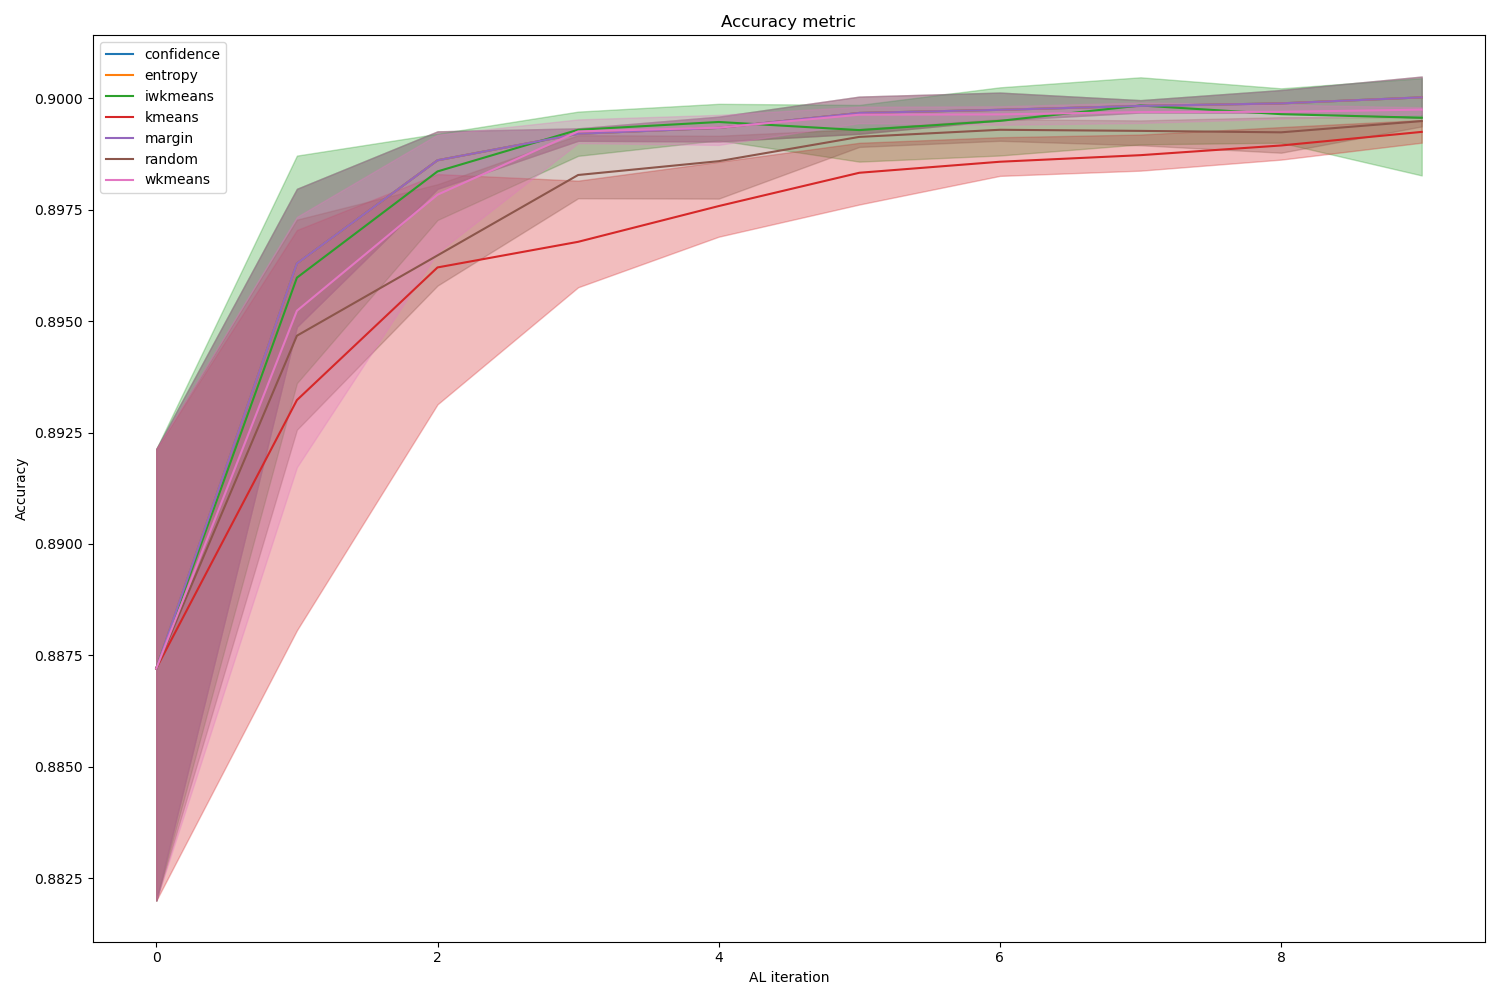 Accuracy metric
confidence
entropy
iwkmeans
kmeans
margin
random
wkmeans
0.9000
0.8975
0.8950
0.8925
0.8900
0.8875
0.8850
0.8825
Accuracy
0 2 4 6 8
AL iteration